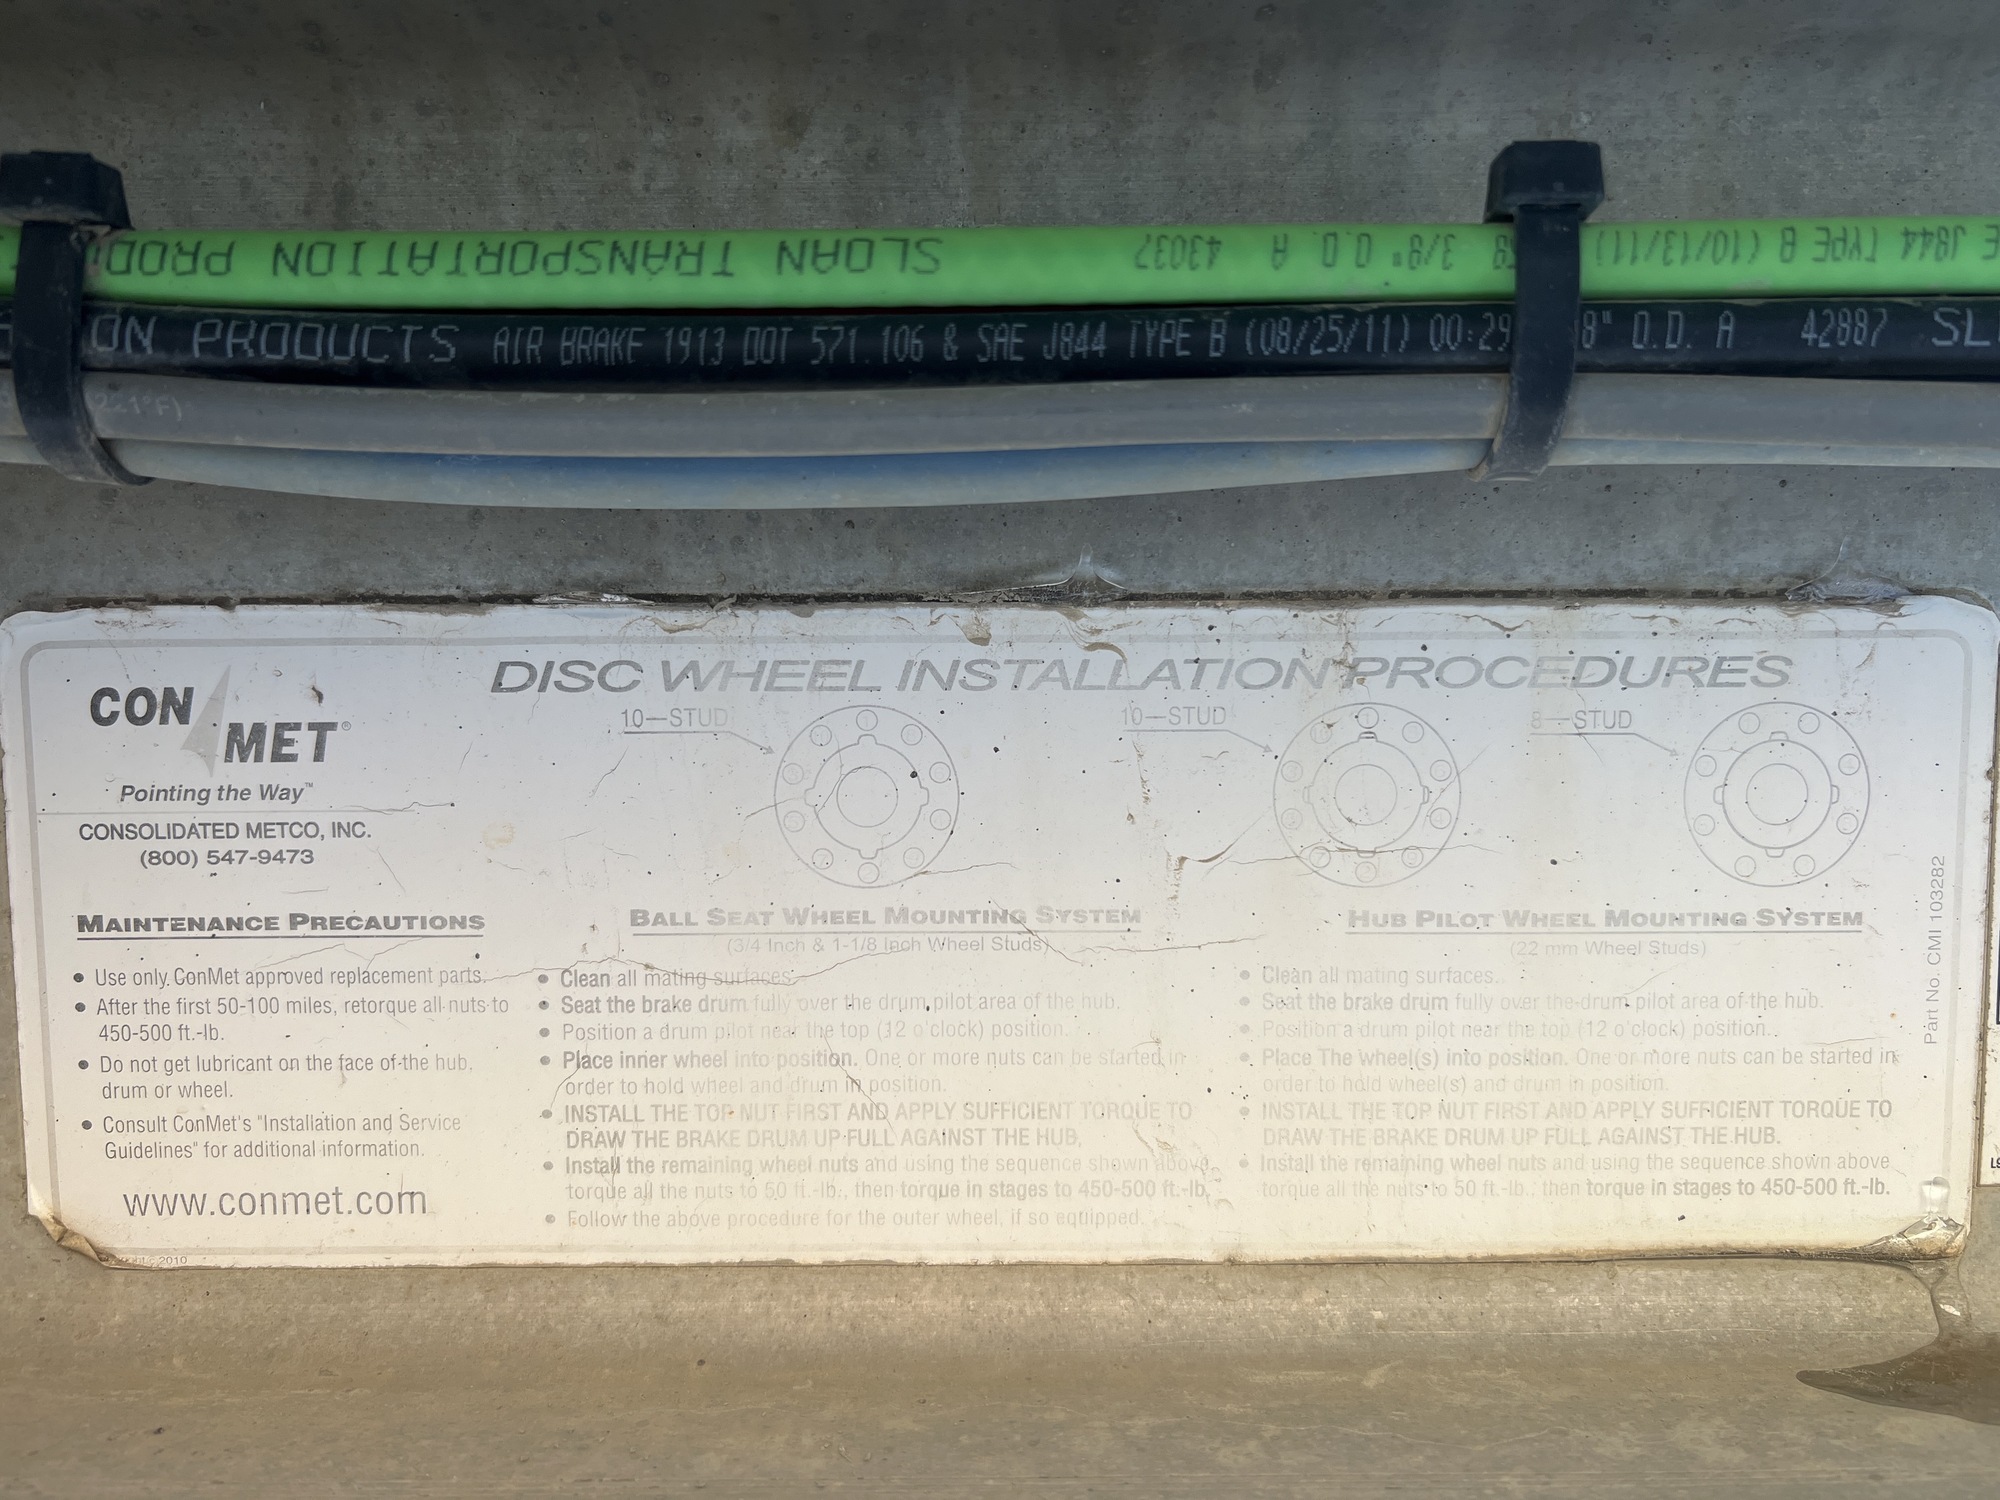 SLOAN TRANSPORTATION PROD
E J844 TYPE B (10/13/11) 3/8" O.D. A 43037
ON PRODUCTS AIR BRAKE 1913 DOT 571.106 & SAE J844 TYPE B (08/25/11) 00:29 8" O.D. A 42887 SL
(221°F)
DISC WHEEL INSTALLATION PROCEDURES
CON
MET®
Pointing the Way™
CONSOLIDATED METCO, INC.
(800) 547-9473
10-STUD
10-STUD
8-STUD
MAINTENANCE PRECAUTIONS
• Use only ConMet approved replacement parts.
• After the first 50-100 miles, retorque all nuts to
450-500 ft.-lb.
• Do not get lubricant on the face of the hub,
drum or wheel.
• Consult ConMet's "Installation and Service
Guidelines" for additional information.
www.conmet.com
2010
BALL SEAT WHEEL MOUNTING SYSTEM
(3/4 Inch & 1-1/8 Inch Wheel Studs)
• Clean all mating surfaces.
• Seat the brake drum fully over the drum pilot area of the hub.
• Position a drum pilot near the top (12 o'clock) position.
• Place inner wheel into position. One or more nuts can be started in
order to hold wheel and drum in position.
• INSTALL THE TOP NUT FIRST AND APPLY SUFFICIENT TORQUE TO
DRAW THE BRAKE DRUM UP FULL AGAINST THE HUB.
• Install the remaining wheel nuts and using the sequence shown above,
torque all the nuts to 50 ft.-lb., then torque in stages to 450-500 ft.-lb.
• Follow the above procedure for the outer wheel, if so equipped.
HUB PILOT WHEEL MOUNTING SYSTEM
(22 mm Wheel Studs)
• Clean all mating surfaces.
• Seat the brake drum fully over the drum pilot area of the hub.
• Position a drum pilot near the top (12 o'clock) position.
• Place The wheel(s) into position. One or more nuts can be started in
order to hold wheel(s) and drum in position.
• INSTALL THE TOP NUT FIRST AND APPLY SUFFICIENT TORQUE TO
DRAW THE BRAKE DRUM UP FULL AGAINST THE HUB.
• Install the remaining wheel nuts and using the sequence shown above
torque all the nuts to 50 ft.-lb. then torque in stages to 450-500 ft.-lb.
Part No. CMI 103282